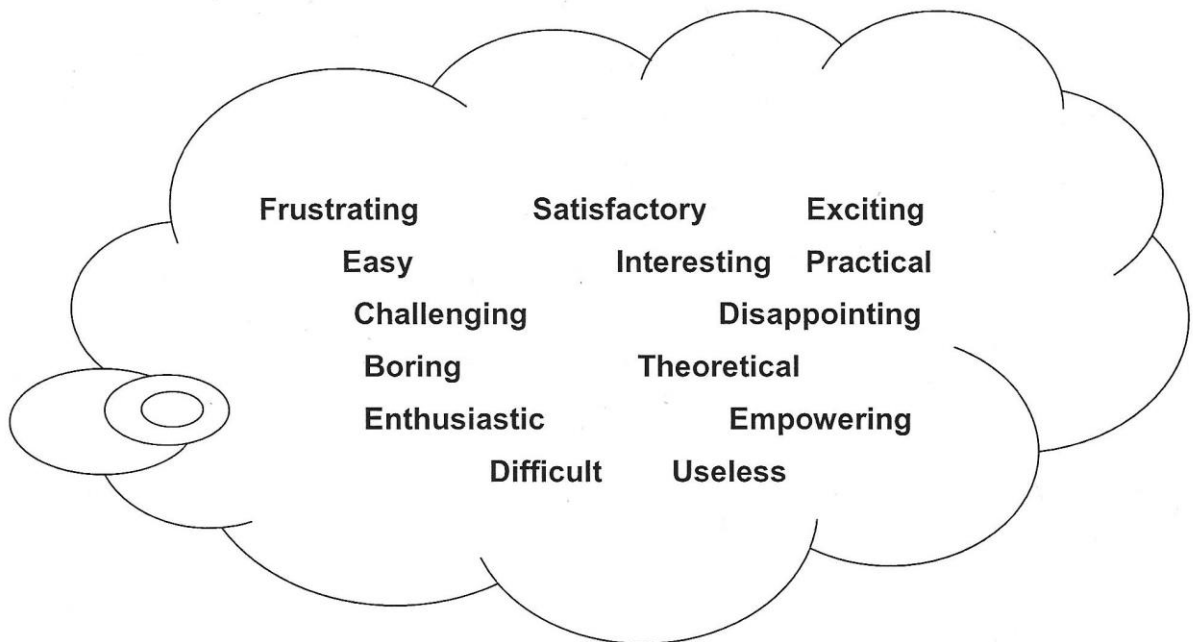 Frustrating Satisfactory Exciting
Easy Interesting Practical
Challenging Disappointing
Boring Theoretical
Enthusiastic Empowering
Difficult Useless